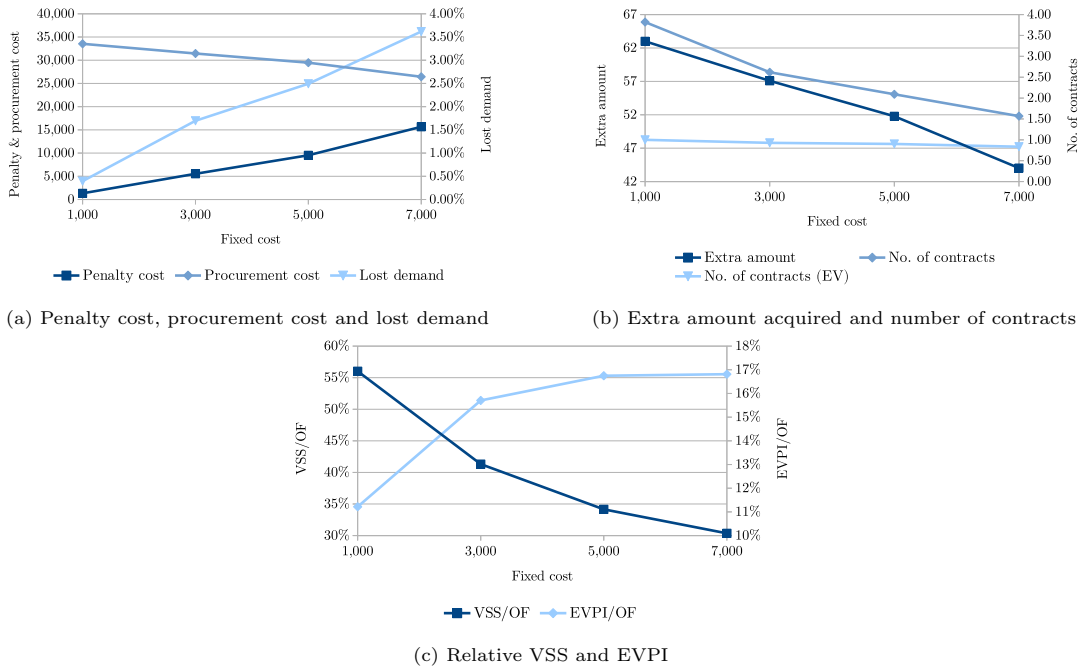 40,000
35,000
30,000
25,000
20,000
15,000
10,000
5,000
0
4.00%
3.50%
3.00%
2.50%
2.00%
1.50%
1.00%
0.50%
0.00%
1,000 3,000 5,000 7,000
Penalty & procurement cost
Lost demand
Fixed cost
Penalty cost Procurement cost Lost demand
(a) Penalty cost, procurement cost and lost demand
67
62
57
52
47
42
4.00
3.50
3.00
2.50
2.00
1.50
1.00
0.50
0.00
1,000 3,000 5,000 7,000
Extra amount
No. of contracts
Fixed cost
Extra amount No. of contracts
No. of contracts (EV)
(b) Extra amount acquired and number of contracts
60%
55%
50%
45%
40%
35%
30%
18%
17%
16%
15%
14%
13%
12%
11%
10%
1,000 3,000 5,000 7,000
VSS/OF
EVPI/OF
Fixed cost
VSS/OF EVPI/OF
(c) Relative VSS and EVPI